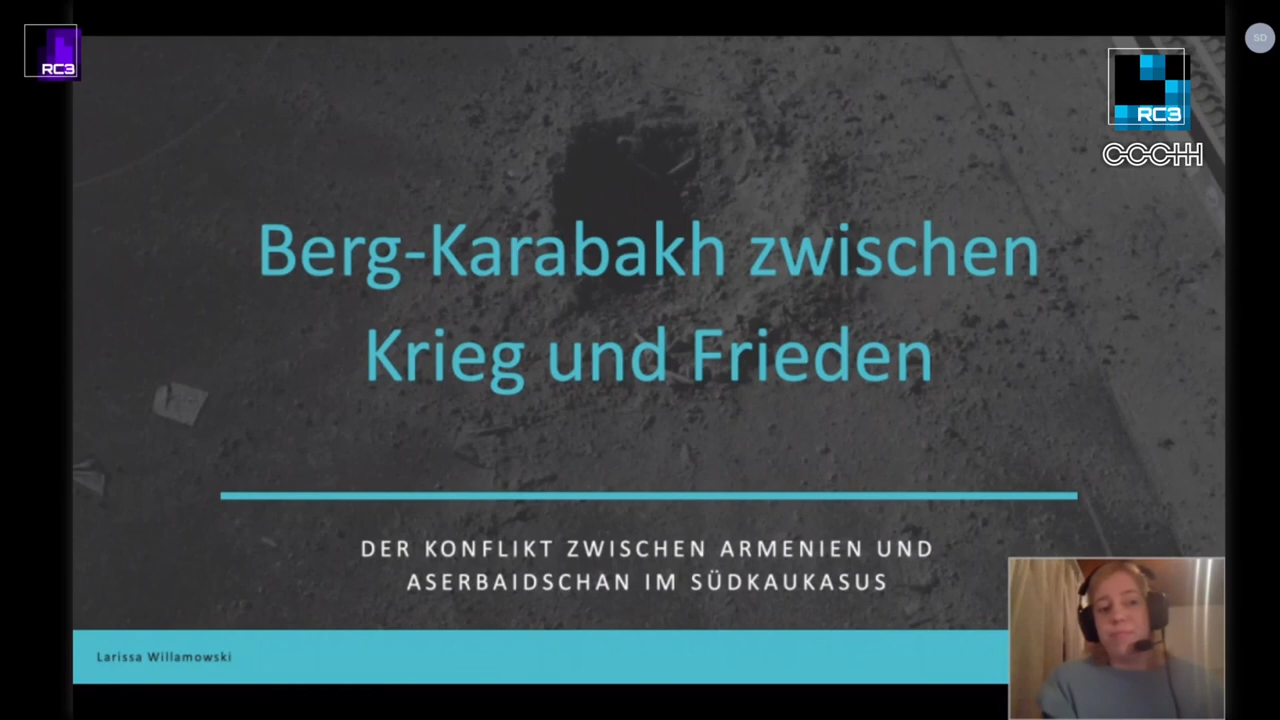 RC3
SD
RC3
CCCHH
Berg-Karabakh zwischen
Krieg und Frieden
DER KONFLIKT ZWISCHEN ARMENIEN UND
ASERBAIDSCHAN IM SÜDKAUKASUS
Larissa Willamowski